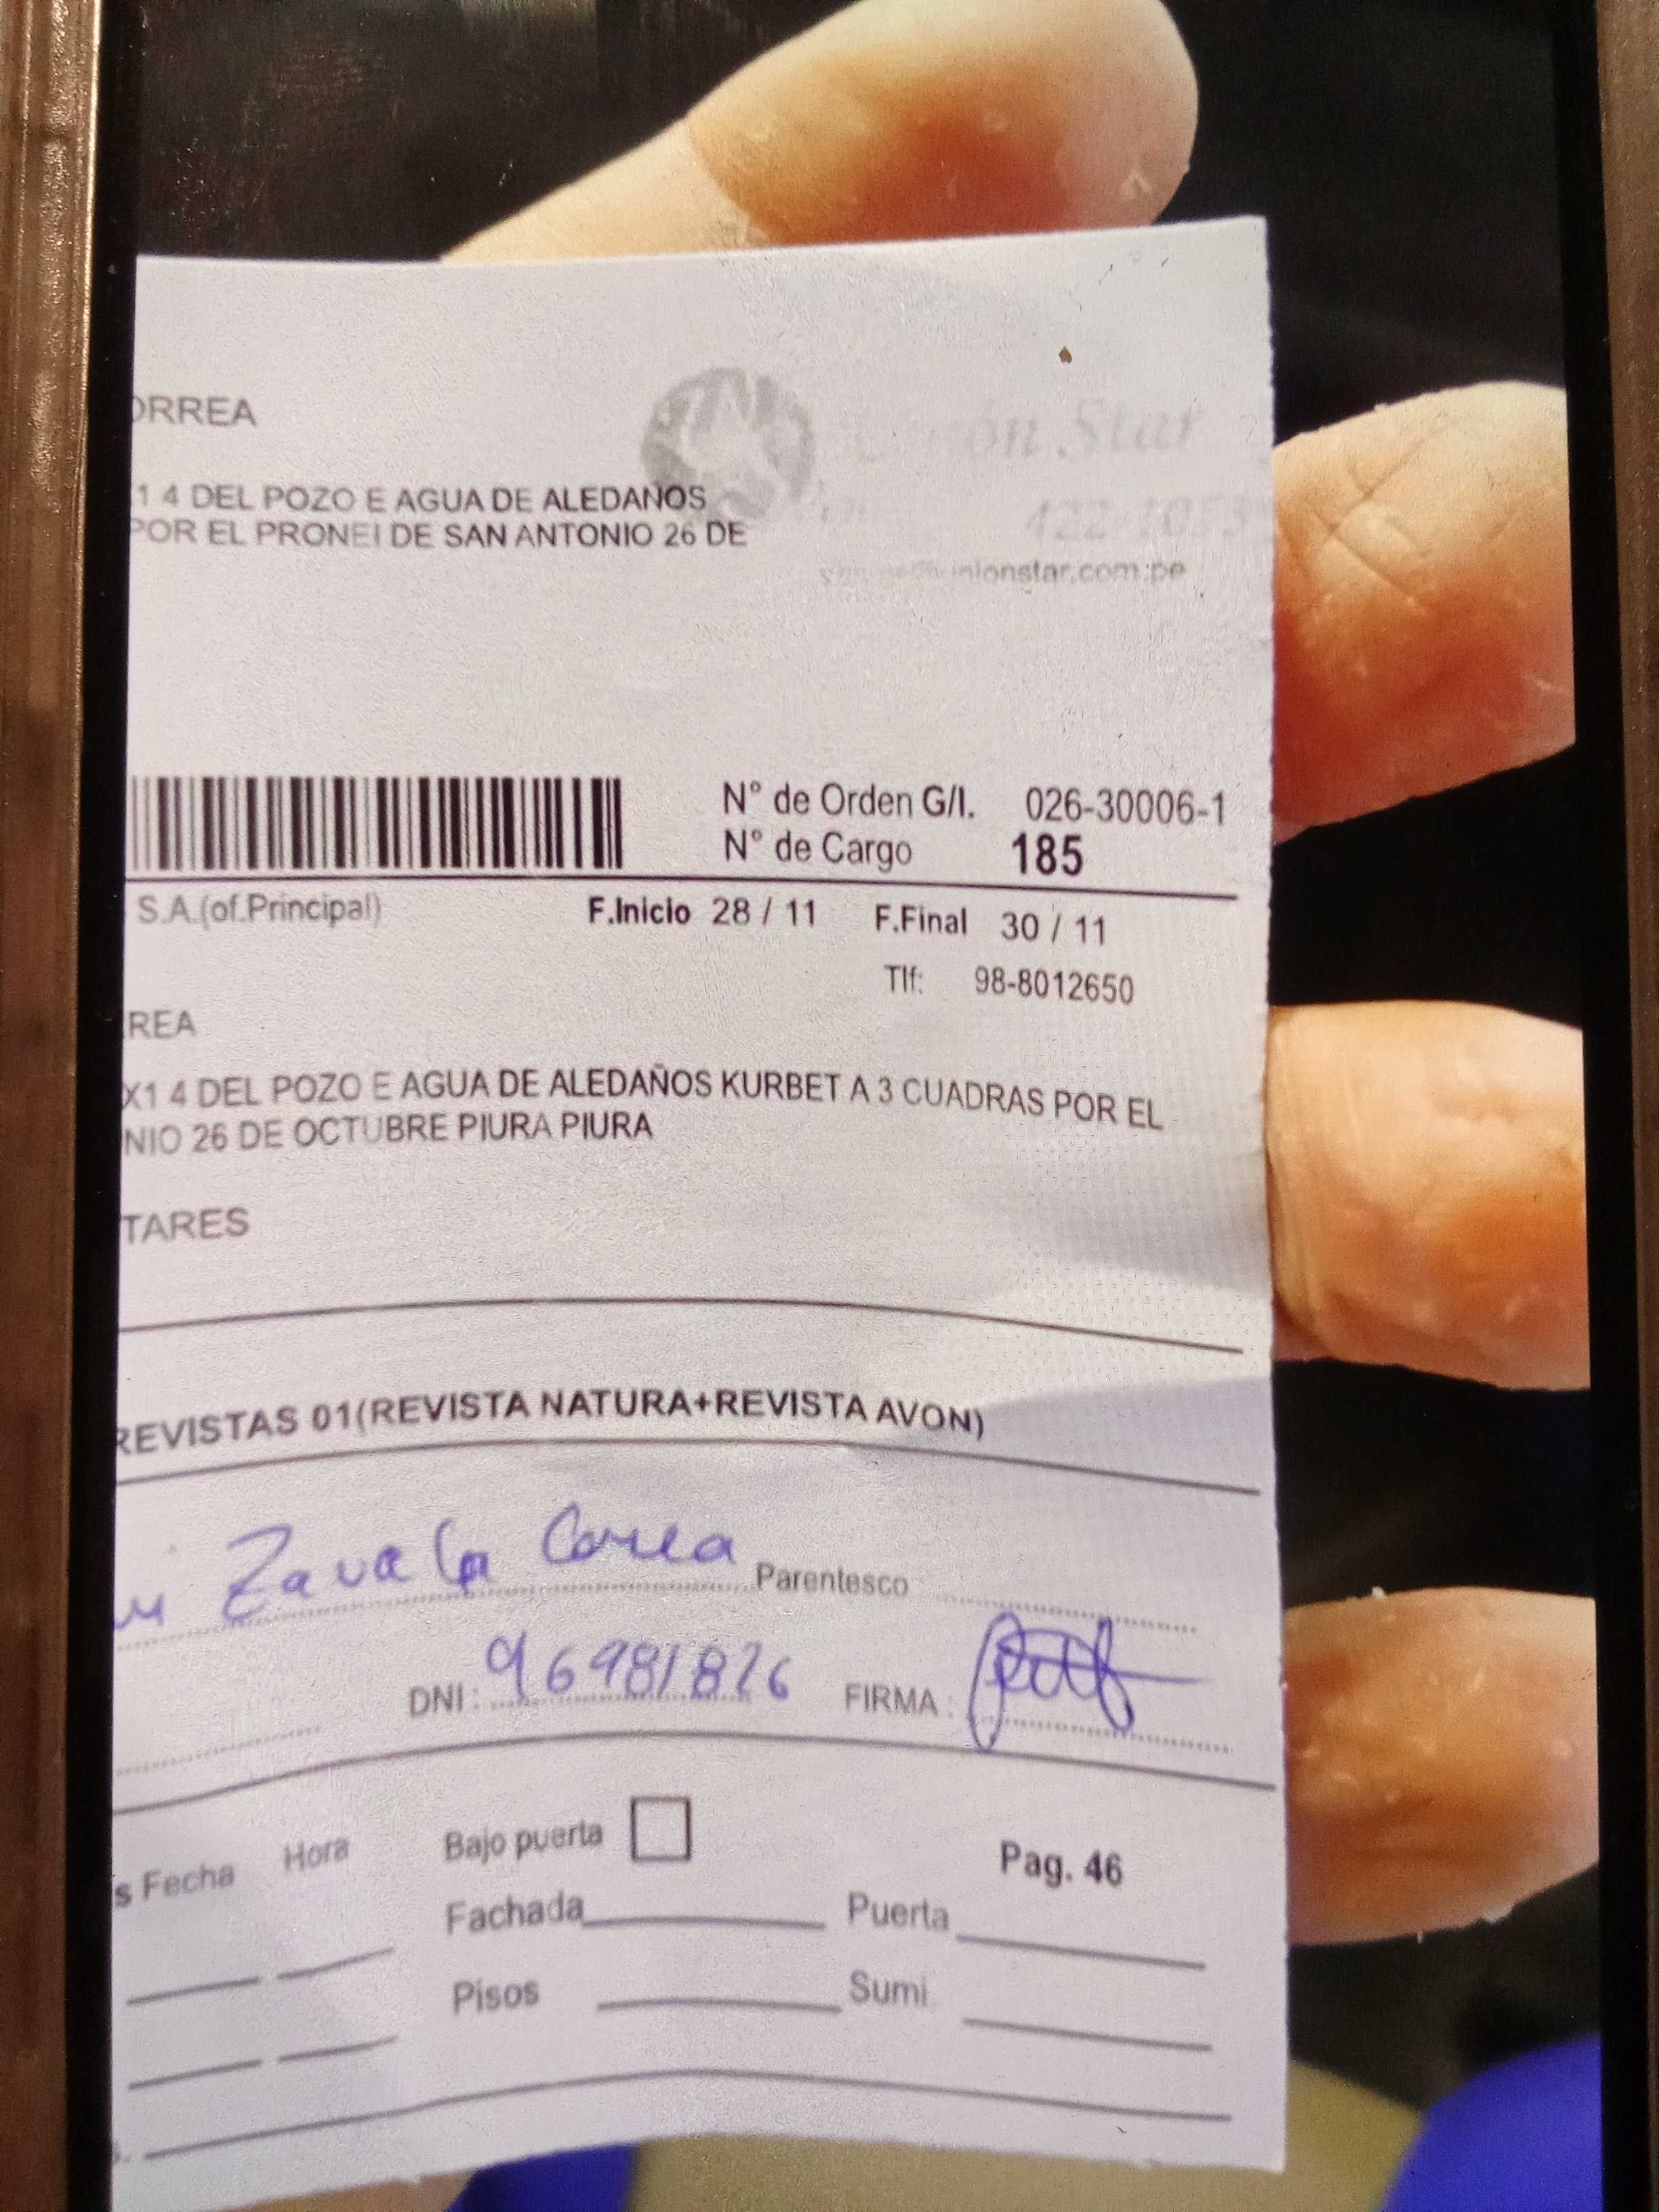 ORREA
ón Star
1 4 DEL POZO E AGUA DE ALEDAÑOS
POR EL PRONEI DE SAN ANTONIO 26 DE
unionstar.com.pe
N° de Orden G/I. 026-30006-1
N° de Cargo 185
S.A.(of.Principal) F.Inicio 28 / 11 F.Final 30 / 11
Tlf: 98-8012650
REA
X1 4 DEL POZO E AGUA DE ALEDAÑOS KURBET A 3 CUADRAS POR EL
NIO 26 DE OCTUBRE PIURA PIURA
TARES
REVISTAS 01(REVISTA NATURA+REVISTA AVON)
Zavala Correa Parentesco
DNI: 96981826 FIRMA:
s Fecha Hora Bajo puerta Pag. 46
Fachada Puerta
Pisos Sumi